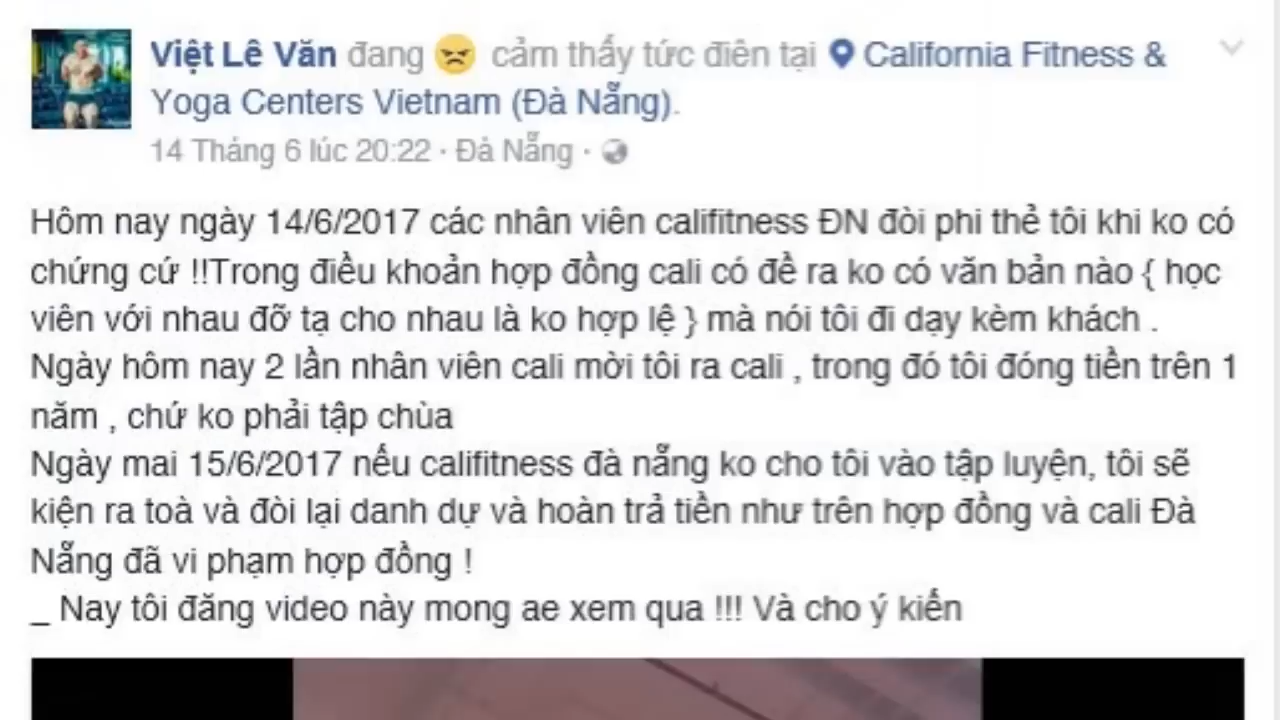 Việt Lê Văn đang 😠 cảm thấy tức điên tại California Fitness &
Yoga Centers Vietnam (Đà Nẵng).
14 Tháng 6 lúc 20:22 · Đà Nẵng ·
Hôm nay ngày 14/6/2017 các nhân viên califitness ĐN đòi phi thẻ tôi khi ko có
chứng cứ !!Trong điều khoản hợp đồng cali có đề ra ko có văn bản nào { học
viên với nhau đỡ tạ cho nhau là ko hợp lệ } mà nói tôi đi dạy kèm khách .
Ngày hôm nay 2 lần nhân viên cali mời tôi ra cali , trong đó tôi đóng tiền trên 1
năm , chứ ko phải tập chùa
Ngày mai 15/6/2017 nếu califitness đà nẵng ko cho tôi vào tập luyện, tôi sẽ
kiện ra toà và đòi lại danh dự và hoàn trả tiền như trên hợp đồng và cali Đà
Nẵng đã vi phạm hợp đồng !
_ Nay tôi đăng video này mong ae xem qua !!! Và cho ý kiến